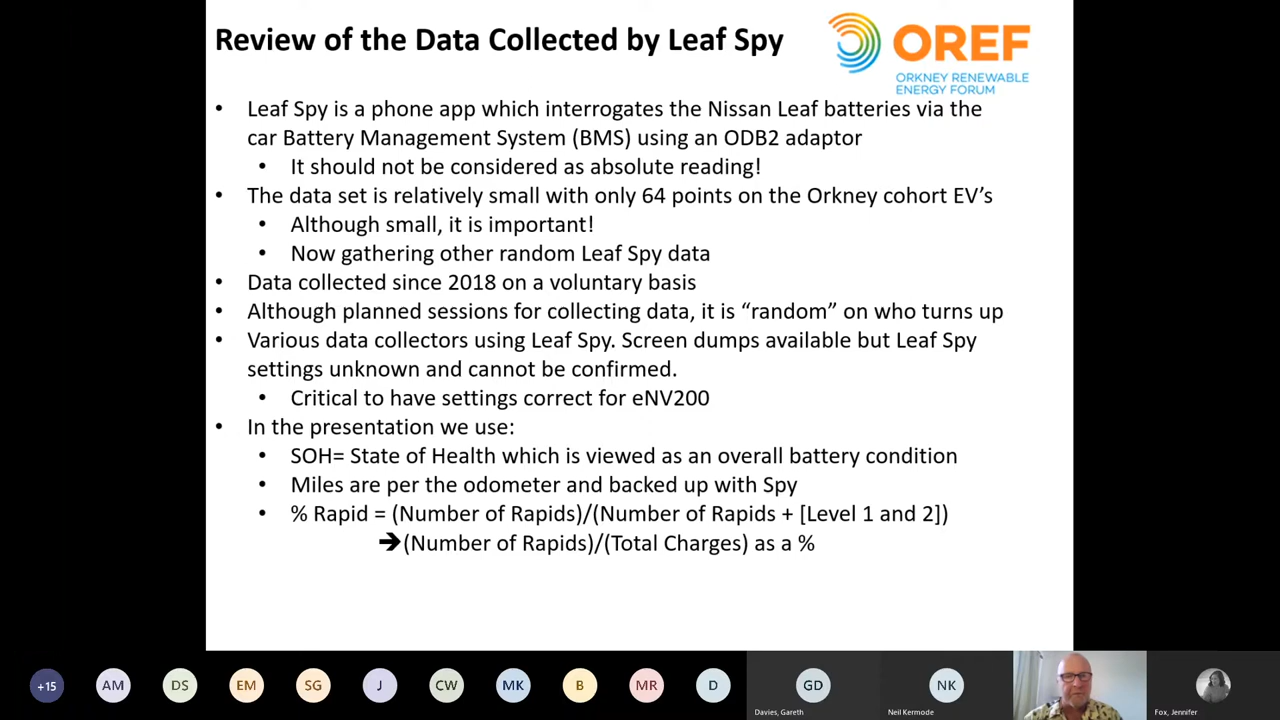 Review of the Data Collected by Leaf Spy
OREF
ORKNEY RENEWABLE
ENERGY FORUM
• Leaf Spy is a phone app which interrogates the Nissan Leaf batteries via the
car Battery Management System (BMS) using an ODB2 adaptor
• It should not be considered as absolute reading!
• The data set is relatively small with only 64 points on the Orkney cohort EV’s
• Although small, it is important!
• Now gathering other random Leaf Spy data
• Data collected since 2018 on a voluntary basis
• Although planned sessions for collecting data, it is “random” on who turns up
• Various data collectors using Leaf Spy. Screen dumps available but Leaf Spy
settings unknown and cannot be confirmed.
• Critical to have settings correct for eNV200
• In the presentation we use:
• SOH= State of Health which is viewed as an overall battery condition
• Miles are per the odometer and backed up with Spy
• % Rapid = (Number of Rapids)/(Number of Rapids + [Level 1 and 2])
➔(Number of Rapids)/(Total Charges) as a %
+15 AM DS EM SG J CW MK B MR D GD NK
Davies, Gareth Neil Kermode Fox, Jennifer